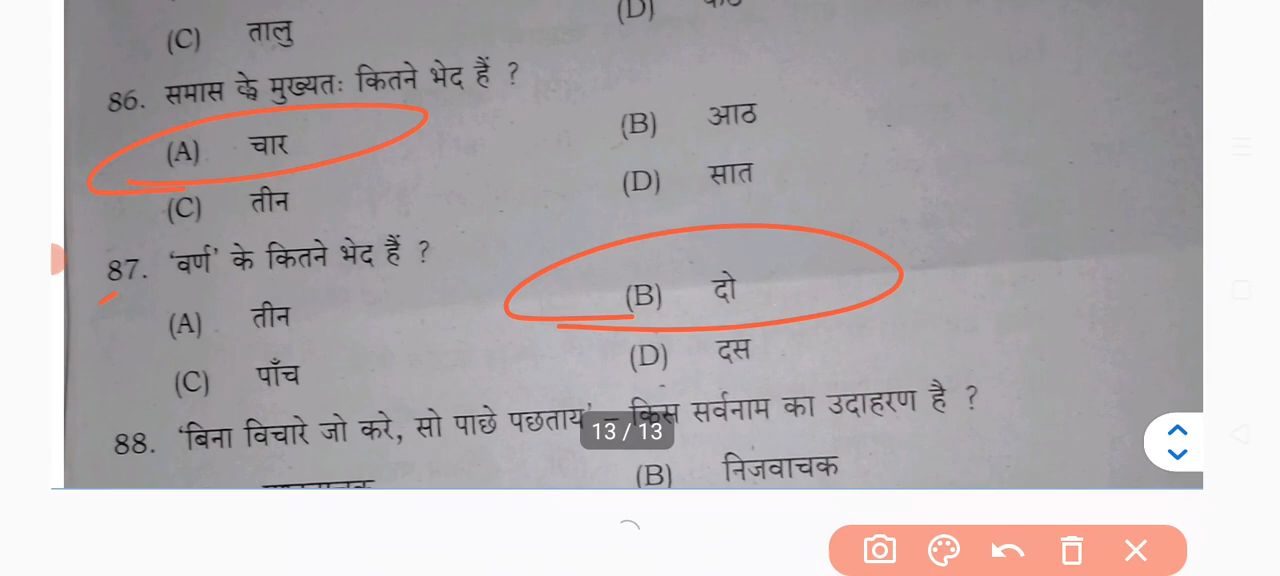 (D)
(C) तालु
86. समास के मुख्यतः कितने भेद हैं ?
(A) चार (B) आठ
(C) तीन (D) सात
87. 'वर्ण' के कितने भेद हैं ?
(A) तीन (B) दो
(C) पाँच (D) दस
88. 'बिना विचारे जो करे, सो पाछे पछताय' – किस सर्वनाम का उदाहरण है ?
13 / 13
(B) निजवाचक